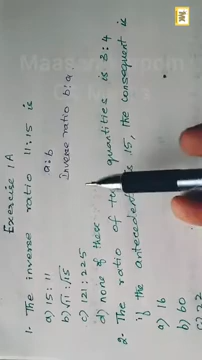 Exercise 1A
1. The inverse ratio 11:15 is
a) 15:11
a:b
b) √11:√15
Inverse ratio b:a
c) 121:225
d) none of these
2. The ratio of quantities is 3:4
if the antecedent is 15, the consequent is
a) 16
b) 60